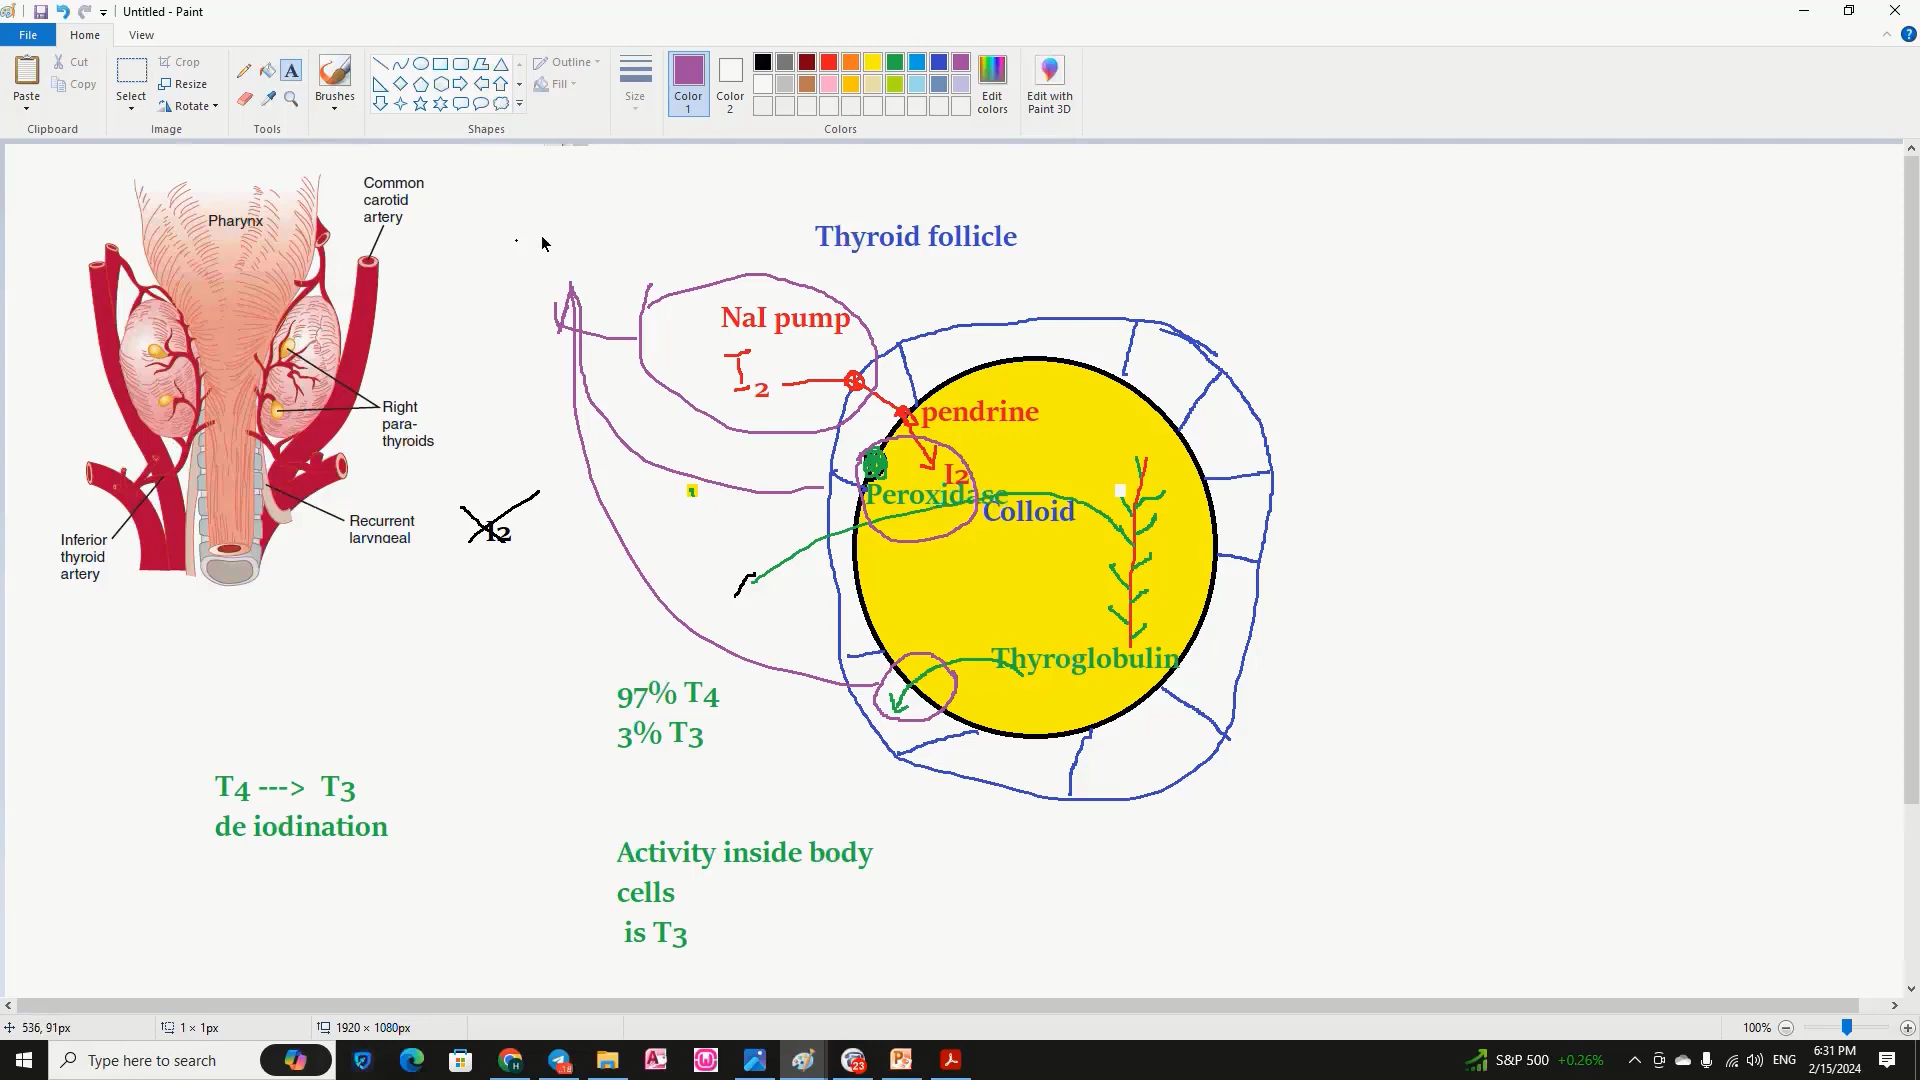 Untitled - Paint
File
Home
View
Paste
Cut
Copy
Clipboard
Select
Crop
Resize
Rotate
Image
Tools
Brushes
Shapes
Outline
Fill
Size
Color
1
Color
2
Edit
colors
Colors
Edit with
Paint 3D
Common
carotid
artery
Pharynx
Right
para-
thyroids
Recurrent
laryngeal
Inferior
thyroid
artery
Thyroid follicle
NaI pump
I2
pendrine
I2
Peroxidase
Colloid
I2
Thyroglobulin
97% T4
3% T3
T4 ---> T3
de iodination
Activity inside body
cells
is T3
536, 91px
1 × 1px
1920 × 1080px
100%
Type here to search
18
23
S&P 500 +0.26%
ENG
6:31 PM
2/15/2024